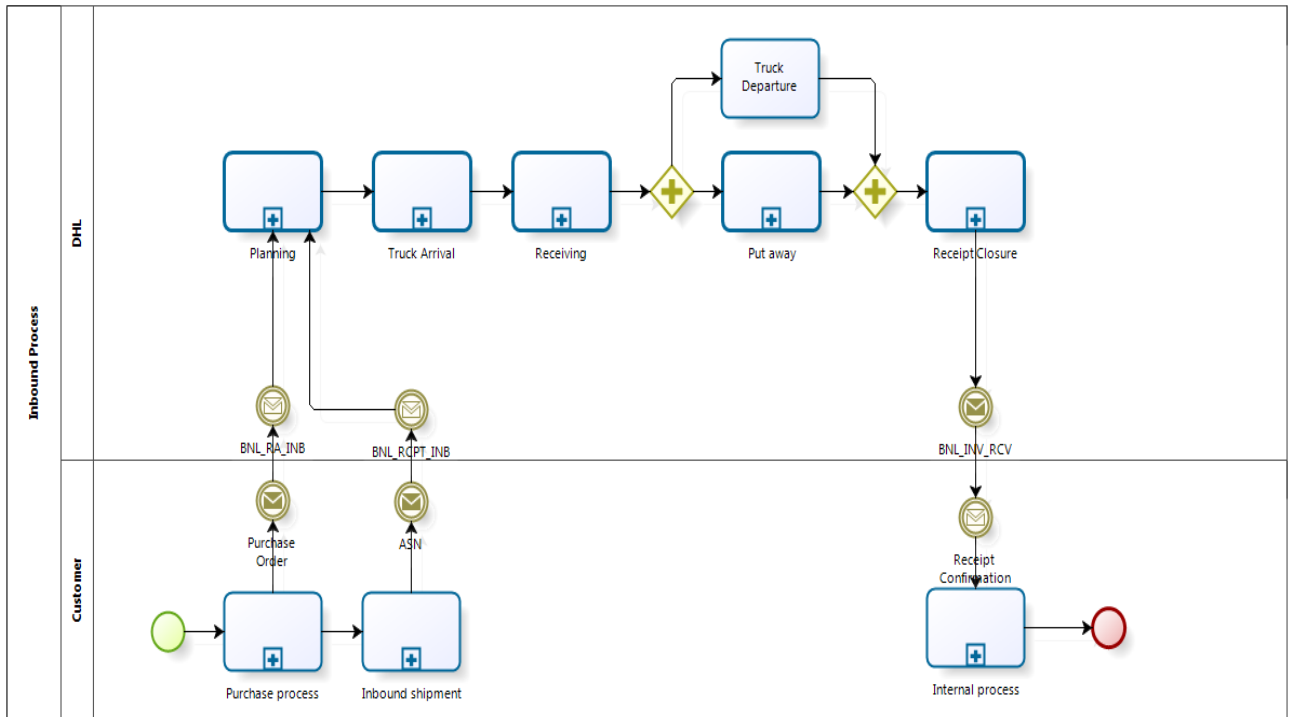 Inbound Process
DHL
Truck
Departure
Planning
Truck Arrival
Receiving
Put away
Receipt Closure
BNL_RA_INB
BNL_RCPT_INB
BNL_INV_RCV
Customer
Purchase
Order
ASN
Receipt
Confirmation
Purchase process
Inbound shipment
Internal process